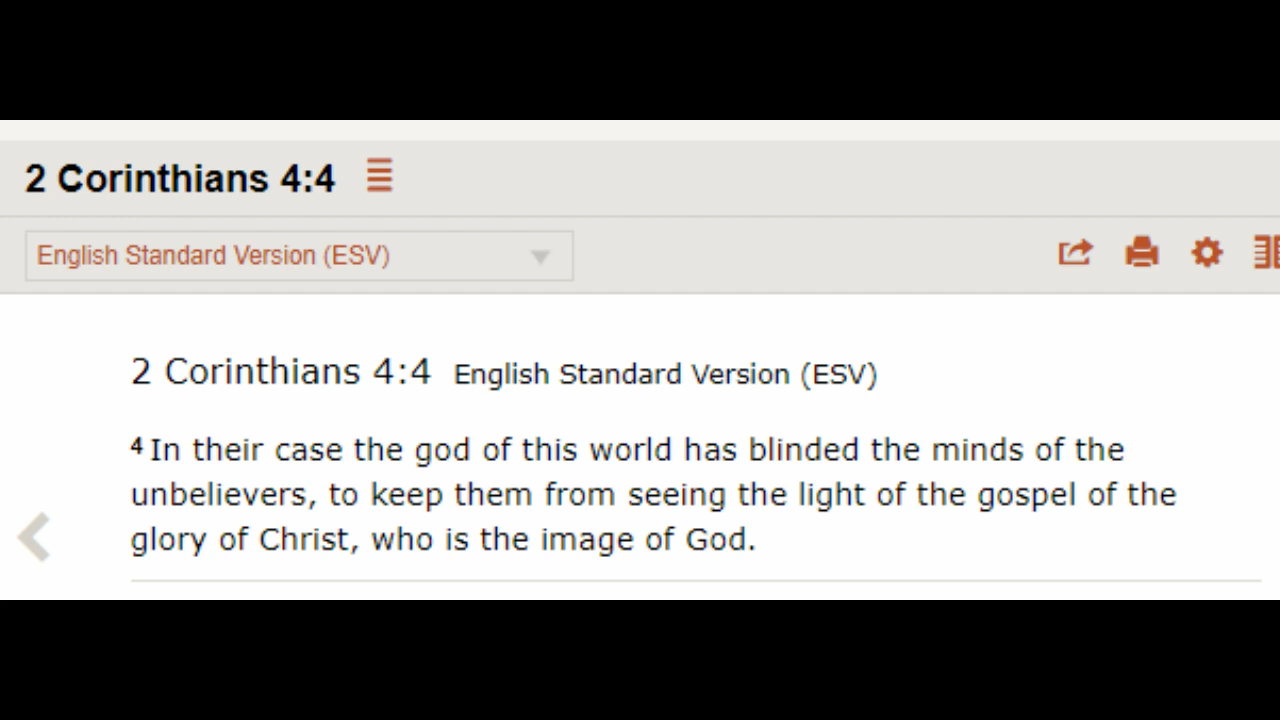 2 Corinthians 4:4
English Standard Version (ESV)
2 Corinthians 4:4 English Standard Version (ESV)
4 In their case the god of this world has blinded the minds of the
unbelievers, to keep them from seeing the light of the gospel of the
glory of Christ, who is the image of God.